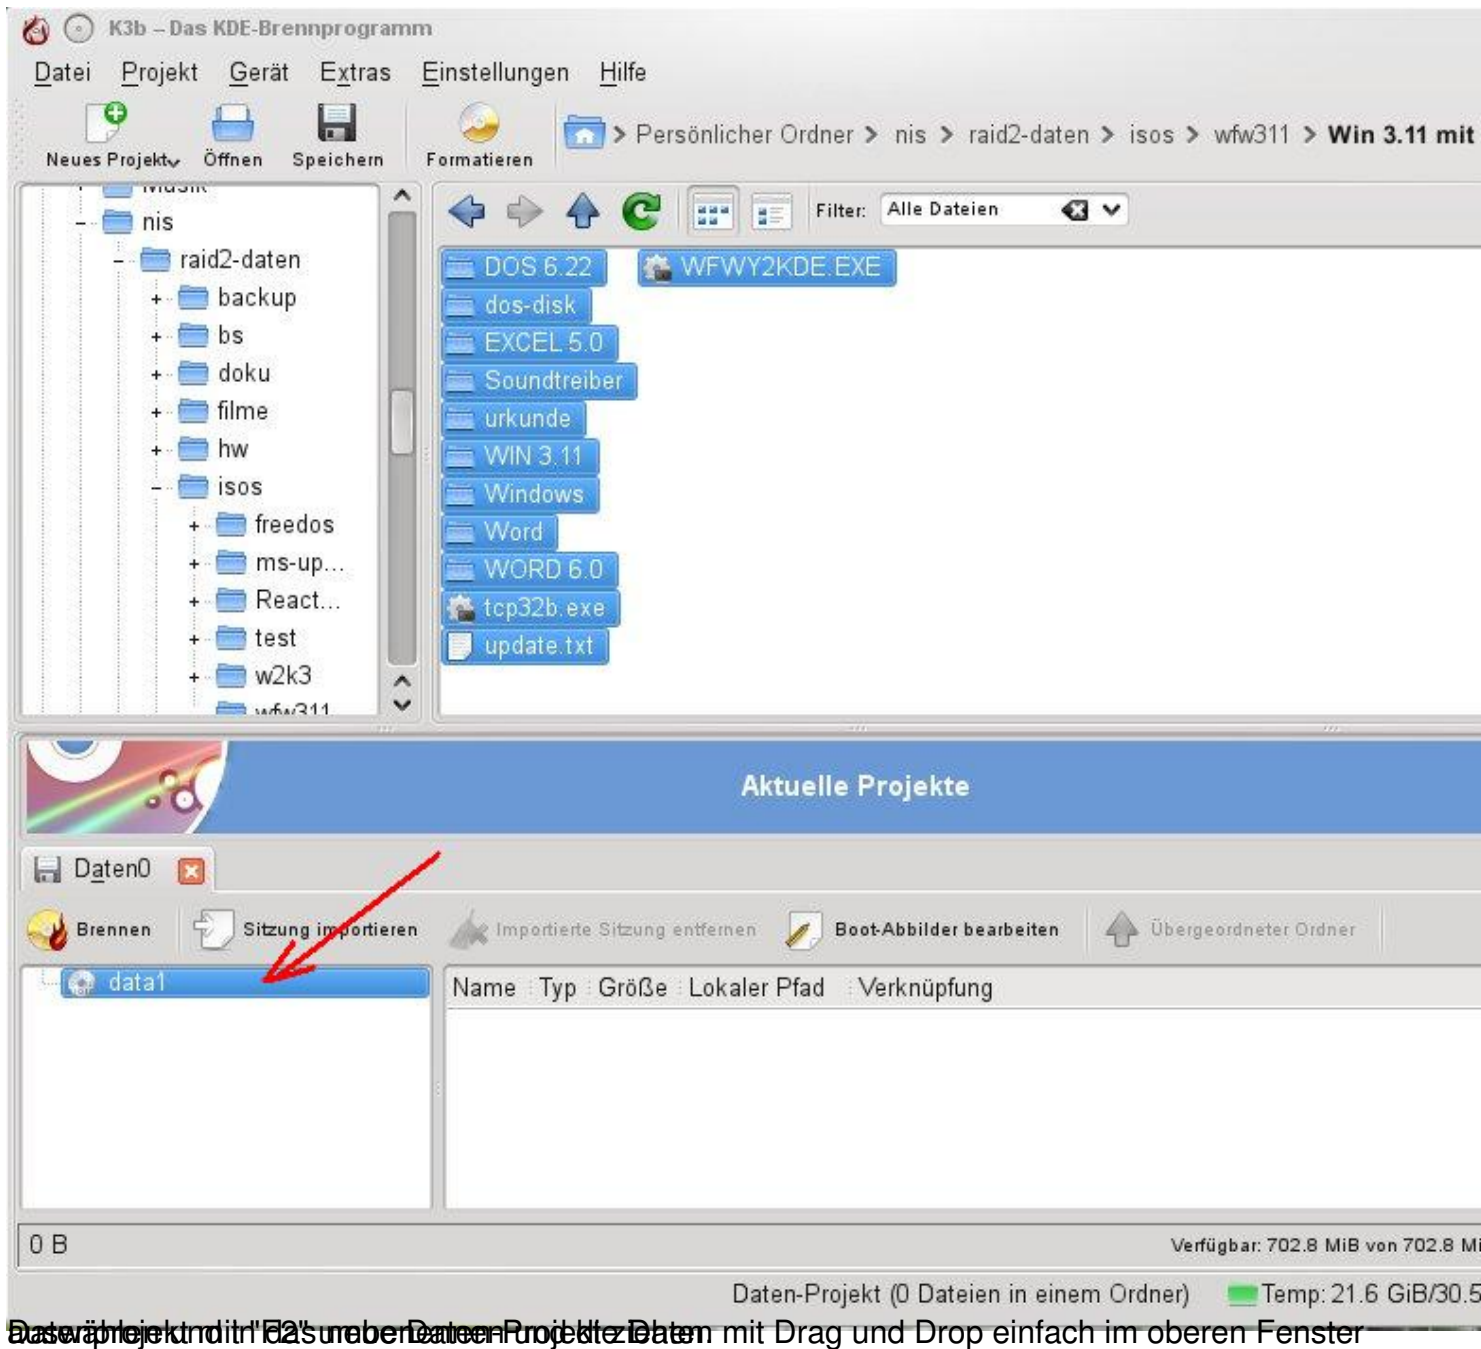 K3b – Das KDE-Brennprogramm
Datei Projekt Gerät Extras Einstellungen Hilfe
Neues Projekt Öffnen Speichern Formatieren > Persönlicher Ordner > nis > raid2-daten > isos > wfw311 > Win 3.11 mit
Musik
nis
raid2-daten
backup
bs
doku
filme
hw
isos
freedos
ms-up...
React...
test
w2k3
wfw311
Filter: Alle Dateien
DOS 6.22
dos-disk
EXCEL 5.0
Soundtreiber
urkunde
WIN 3.11
Windows
Word
WORD 6.0
tcp32b.exe
update.txt
WFWY2KDE.EXE
Aktuelle Projekte
Daten0
Brennen Sitzung importieren Importierte Sitzung entfernen Boot-Abbilder bearbeiten Übergeordneter Ordner
data1
Name Typ Größe Lokaler Pfad Verknüpfung
0 B
Verfügbar: 702.8 MiB von 702.8 Mi
Daten-Projekt (0 Dateien in einem Ordner) Temp: 21.6 GiB/30.5
mit Drag und Drop einfach im oberen Fenster